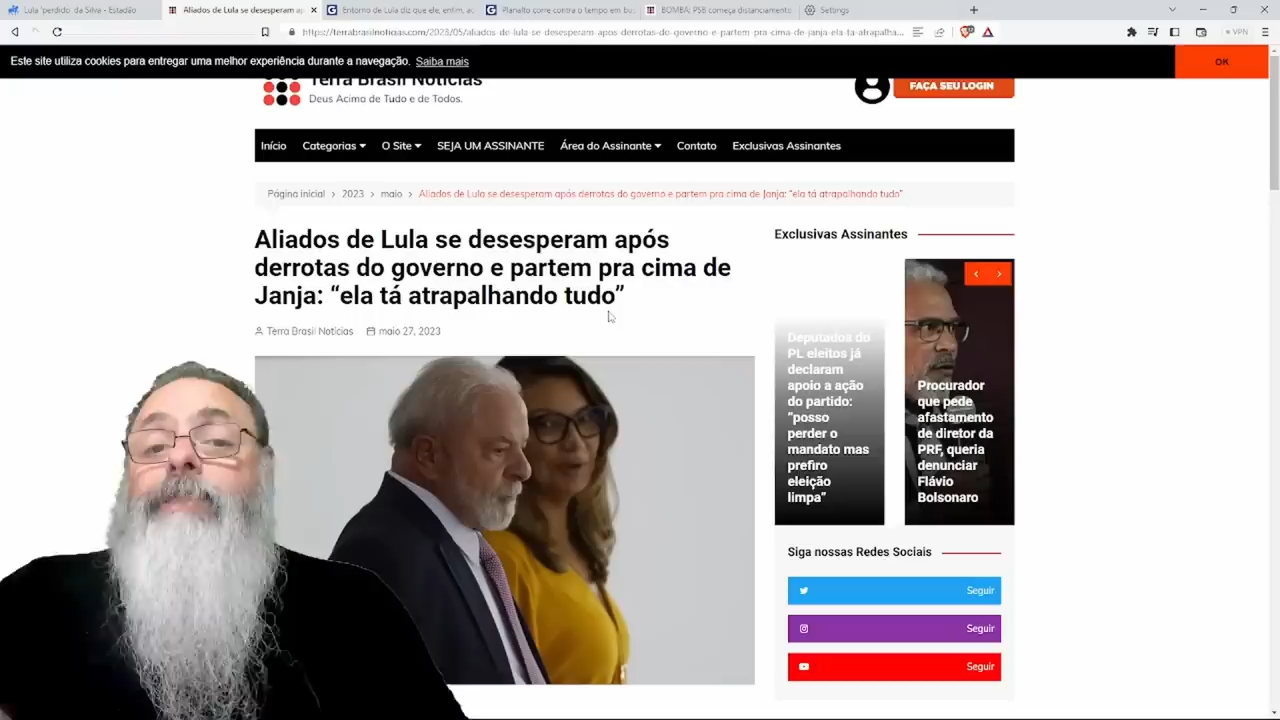 Lula 'perdido' da Silva - Estadão
Aliados de Lula se desesperam ap
Entorno de Lula diz que ele, enfim, ac
Planalto corre contra o tempo em bus
BOMBA: PSB começa distanciamento
Settings
https://terrabrasilnoticias.com/2023/05/aliados-de-lula-se-desesperam-apos-derrotas-do-governo-e-partem-pra-cima-de-janja-ela-ta-atrapalha...
VPN
Este site utiliza cookies para entregar uma melhor experiência durante a navegação. Saiba mais
OK
Terra Brasil Notícias
Deus Acima de Tudo e de Todos.
FAÇA SEU LOGIN
Início Categorias O Site SEJA UM ASSINANTE Área do Assinante Contato Exclusivas Assinantes
Página inicial > 2023 > maio > Aliados de Lula se desesperam após derrotas do governo e partem pra cima de Janja: "ela tá atrapalhando tudo"
Aliados de Lula se desesperam após
derrotas do governo e partem pra cima de
Janja: “ela tá atrapalhando tudo”
Terra Brasil Notícias maio 27, 2023
Exclusivas Assinantes
Deputados do
PL eleitos já
declaram
apoio a ação
do partido:
“posso
perder o
mandato mas
prefiro
eleição
limpa”
Procurador
que pede
afastamento
de diretor da
PRF, queria
denunciar
Flávio
Bolsonaro
Siga nossas Redes Sociais
Seguir
Seguir
Seguir